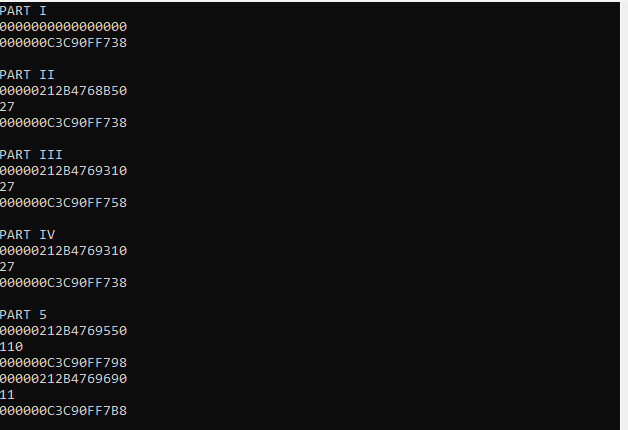 PART I
0000000000000000
000000C3C90FF738
PART II
00000212B4768B50
27
000000C3C90FF738
PART III
00000212B4769310
27
000000C3C90FF758
PART IV
00000212B4769310
27
000000C3C90FF738
PART 5
00000212B4769550
110
000000C3C90FF798
00000212B4769690
11
000000C3C90FF7B8